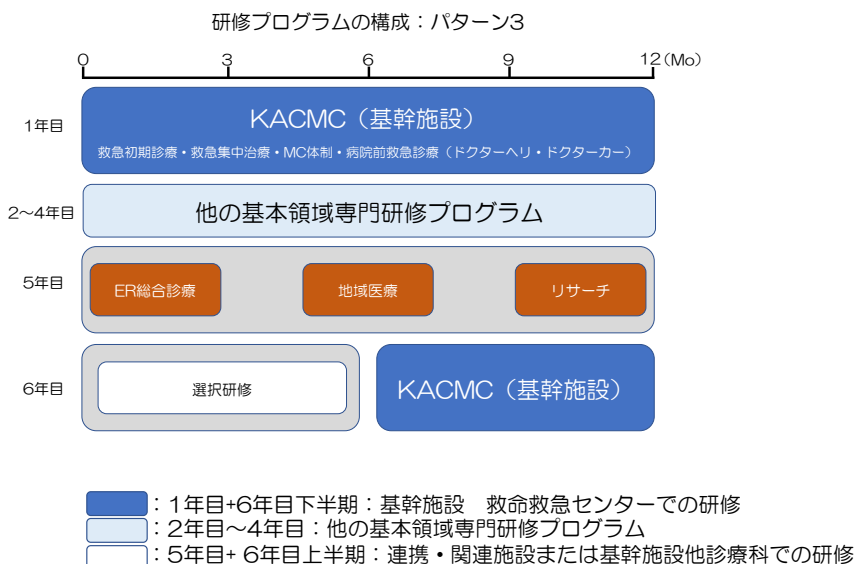 研修プログラムの構成：パターン3
0 3 6 9 12(Mo)
1年目
KACMC（基幹施設）
救急初期診療・救急集中治療・MC体制・病院前救急診療（ドクターヘリ・ドクターカー）
2～4年目
他の基本領域専門研修プログラム
5年目
ER総合診療
地域医療
リサーチ
6年目
選択研修
KACMC（基幹施設）
：1年目+6年目下半期：基幹施設　救命救急センターでの研修
：2年目～4年目：他の基本領域専門研修プログラム
：5年目+ 6年目上半期：連携・関連施設または基幹施設他診療科での研修